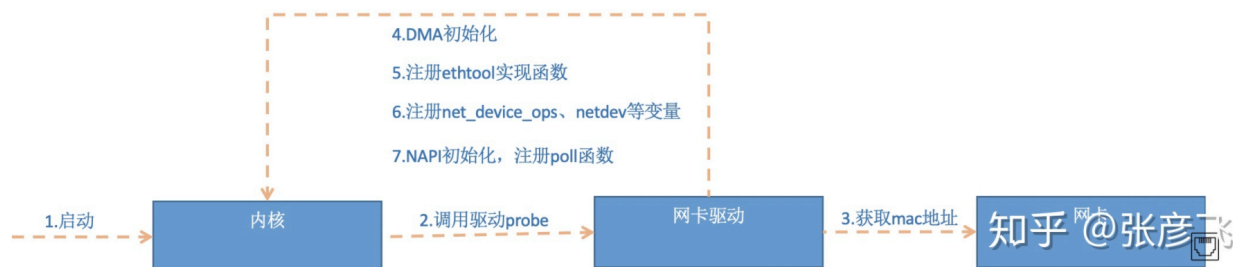 4.DMA初始化
5.注册ethtool实现函数
6.注册net_device_ops、netdev等变量
7.NAPI初始化，注册poll函数
1.启动
内核
2.调用驱动probe
网卡驱动
3.获取mac地址
网卡
知乎 @张彦飞